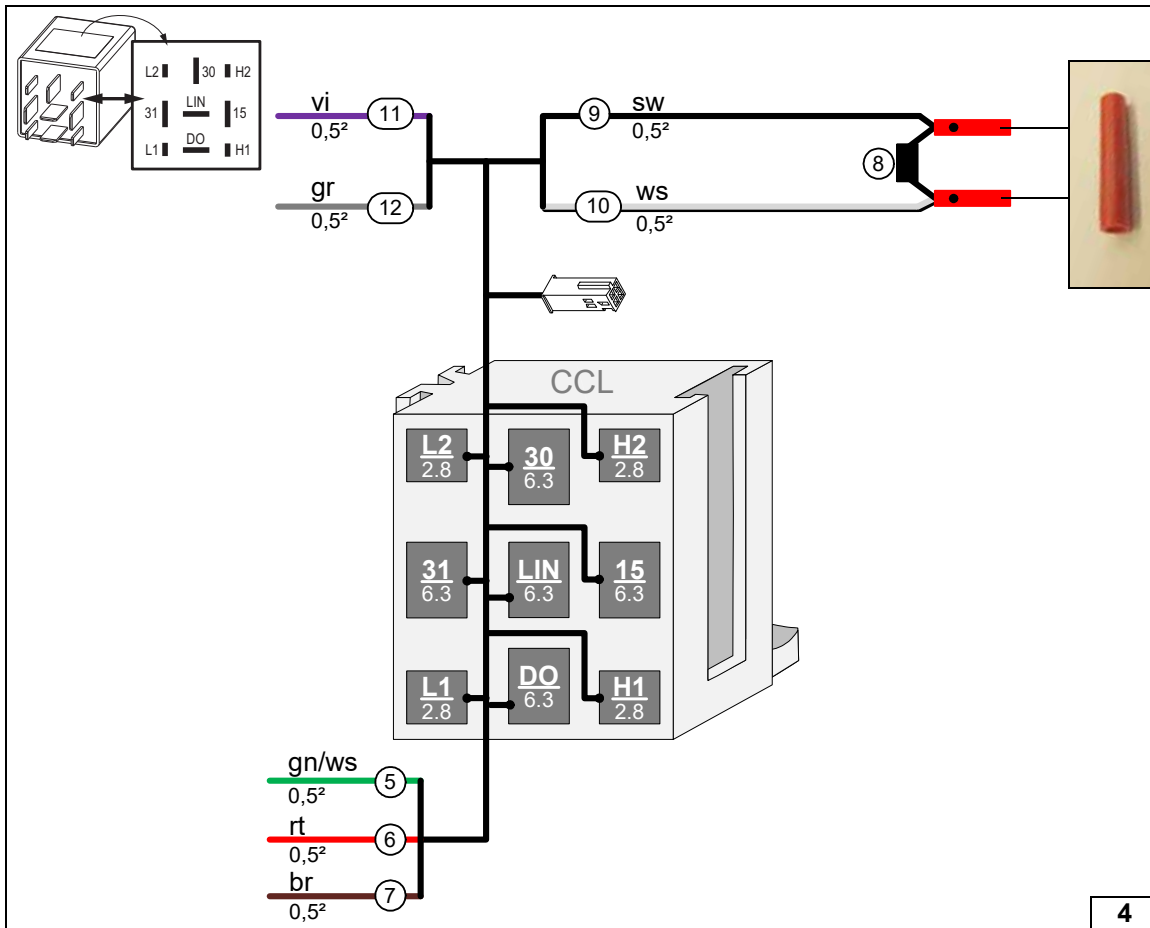 L2 30 H2
31 LIN 15
L1 DO H1
vi 11
0,5²
gr 12
0,5²
9 sw
0,5²
8
10 ws
0,5²
CCL
L2
2.8
30
6.3
H2
2.8
31
6.3
LIN
6.3
15
6.3
L1
2.8
DO
6.3
H1
2.8
gn/ws 5
0,5²
rt 6
0,5²
br 7
0,5²
4